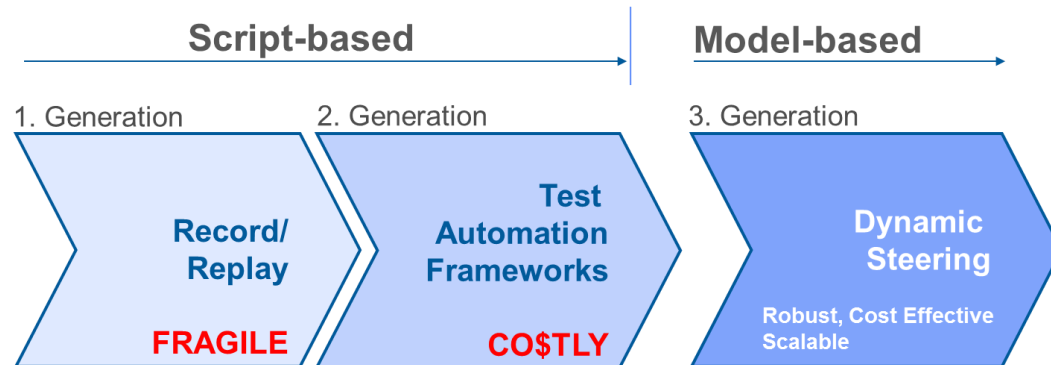 Script-based
Model-based
1. Generation
2. Generation
3. Generation
Record/
Replay
FRAGILE
Test
Automation
Frameworks
CO$TLY
Dynamic
Steering
Robust, Cost Effective
Scalable